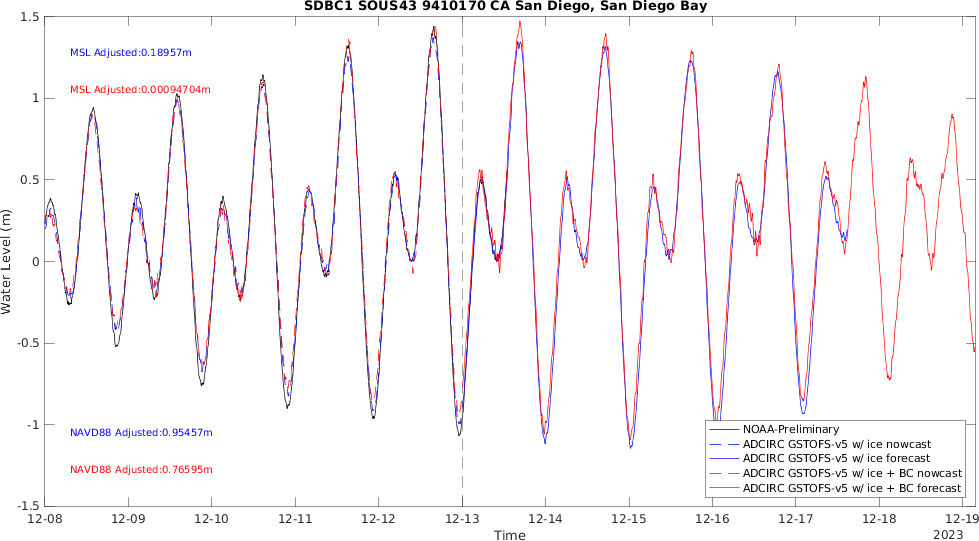 SDBC1 SOUS43 9410170 CA San Diego, San Diego Bay
1.5
1
0.5
0
-0.5
-1
-1.5
Water Level (m)
MSL Adjusted:0.18957m
MSL Adjusted:0.00094704m
NAVD88 Adjusted:0.95457m
NAVD88 Adjusted:0.76595m
NOAA-Preliminary
ADCIRC GSTOFS-v5 w/ ice nowcast
ADCIRC GSTOFS-v5 w/ ice forecast
ADCIRC GSTOFS-v5 w/ ice + BC nowcast
ADCIRC GSTOFS-v5 w/ ice + BC forecast
12-08 12-09 12-10 12-11 12-12 12-13 12-14 12-15 12-16 12-17 12-18 12-19
Time
2023